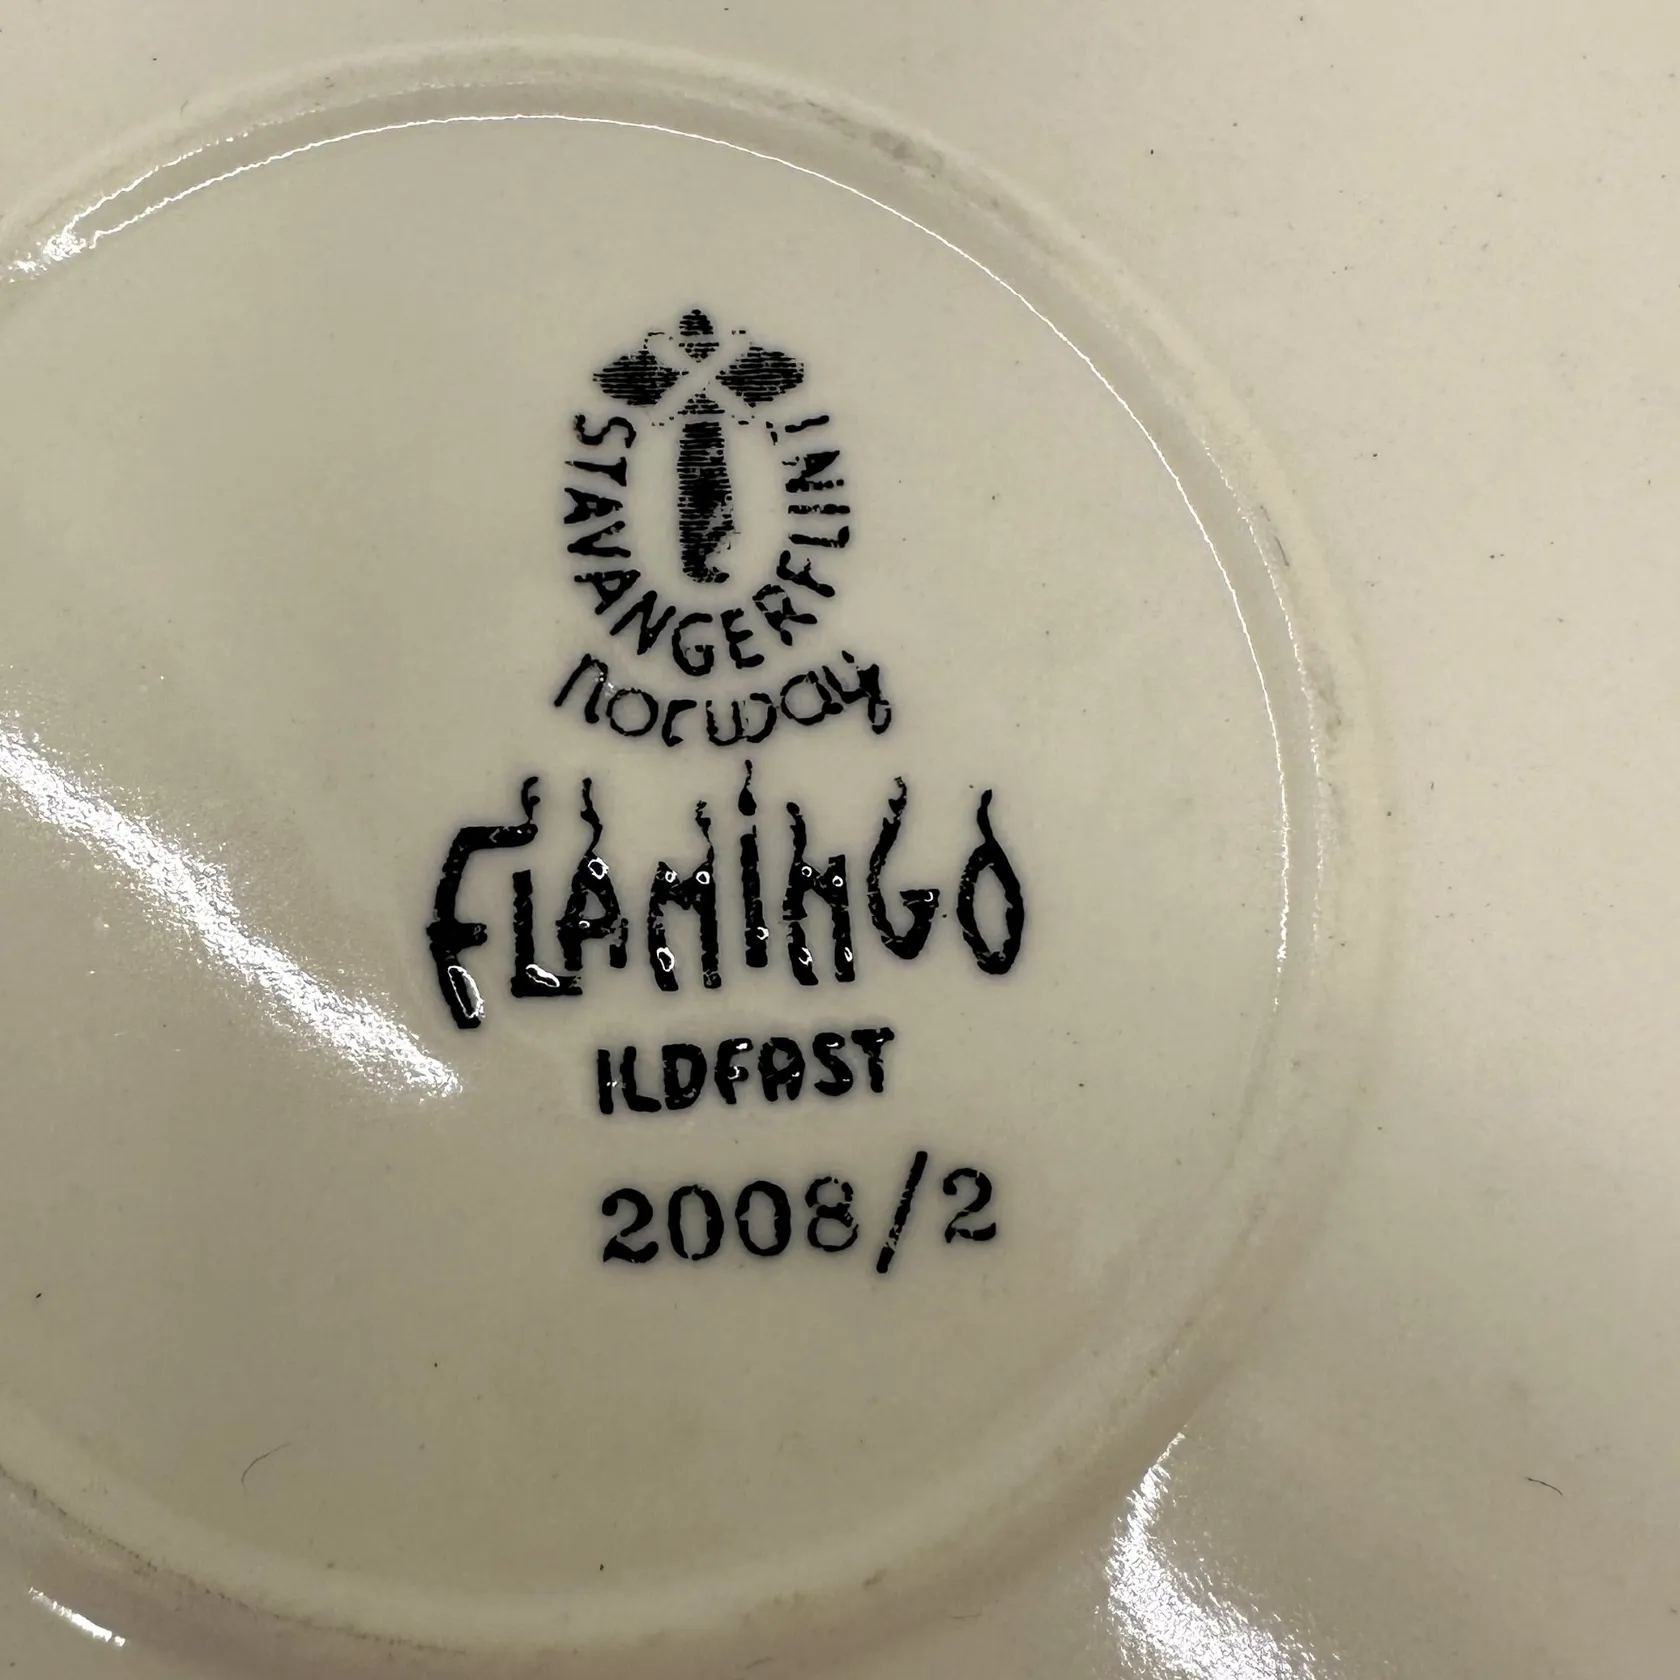 STAVANGERFLINT
norway
FLAMINGO
ILDFAST
2008/2